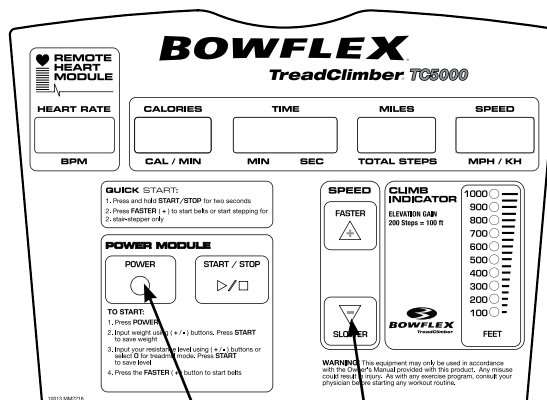 REMOTE
HEART
MODULE
BOWFLEX
TreadClimber TC5000
HEART RATE
BPM
CALORIES
CAL / MIN
TIME
MIN SEC
MILES
TOTAL STEPS
SPEED
MPH / KH
QUICK START:
1. Press and hold START/STOP for two seconds
2. Press FASTER (+) to start belts or start stepping for
2. stair-stepper only
POWER MODULE
POWER
START / STOP
TO START:
1. Press POWER
2. Input weight using (+/•) buttons. Press START
to save weight
3. Input your resistance level using (+/•) buttons or
select 0 for treadmill mode. Press START
to save level
4. Press the FASTER (+) button to start belts
SPEED
FASTER
+
-
SLOWER
CLIMB
INDICATOR
ELEVATION GAIN
200 Steps = 100 ft
BOWFLEX
TreadClimber
1000
900
800
700
600
500
400
300
200
100
FEET
WARNING: This equipment may only be used in accordance
with the Owner's Manual provided with this product. Any misuse
could result in injury. As with any exercise program, consult your
physician before starting any workout routine.